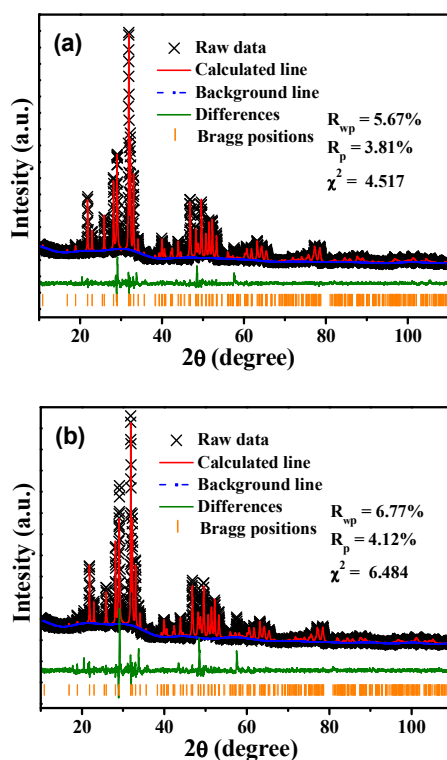 (a)
Raw data
Calculated line
Background line
Differences
Bragg positions
Rwp = 5.67%
Rp = 3.81%
χ² = 4.517
Intesity (a.u.)
20 40 60 80 100
2θ (degree)
(b)
Raw data
Calculated line
Background line
Differences
Bragg positions
Rwp = 6.77%
Rp = 4.12%
χ² = 6.484
Intesity (a.u.)
20 40 60 80 100
2θ (degree)